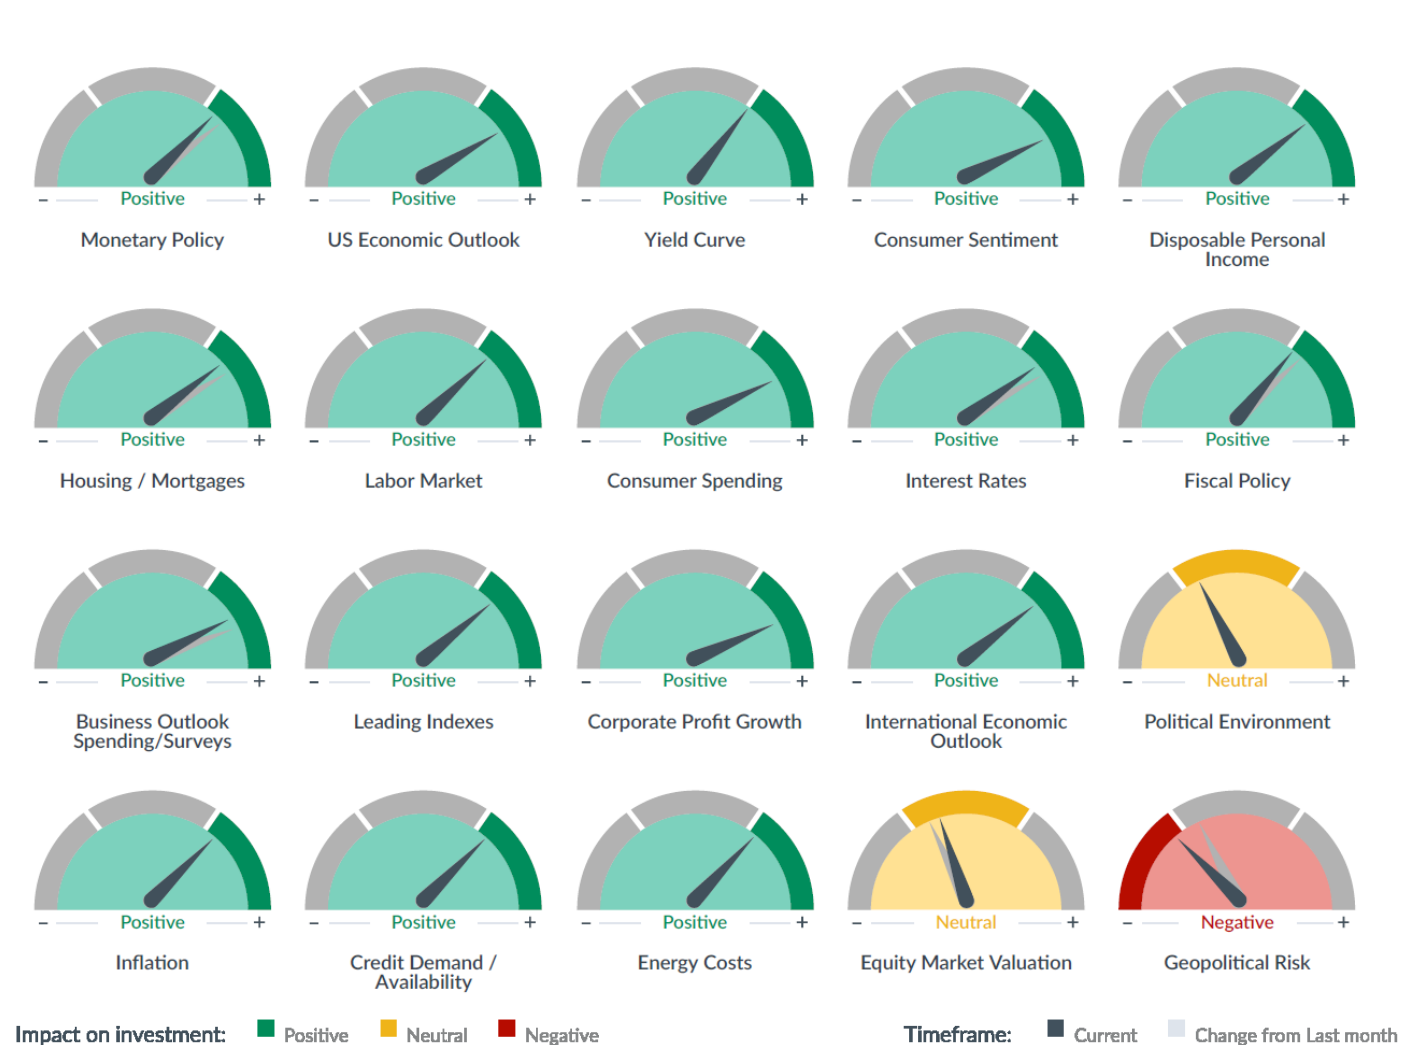 Positive Positive Positive Positive Positive
– + – + – + – + – +
Monetary Policy US Economic Outlook Yield Curve Consumer Sentiment Disposable Personal
Income
Positive Positive Positive Positive Positive
– + – + – + – + – +
Housing / Mortgages Labor Market Consumer Spending Interest Rates Fiscal Policy
Positive Positive Positive Positive Neutral
– + – + – + – + – +
Business Outlook Leading Indexes Corporate Profit Growth International Economic Political Environment
Spending/Surveys Outlook
Positive Positive Positive Neutral Negative
– + – + – + – + – +
Inflation Credit Demand / Energy Costs Equity Market Valuation Geopolitical Risk
Availability
Impact on investment: Positive Neutral Negative Timeframe: Current Change from Last month